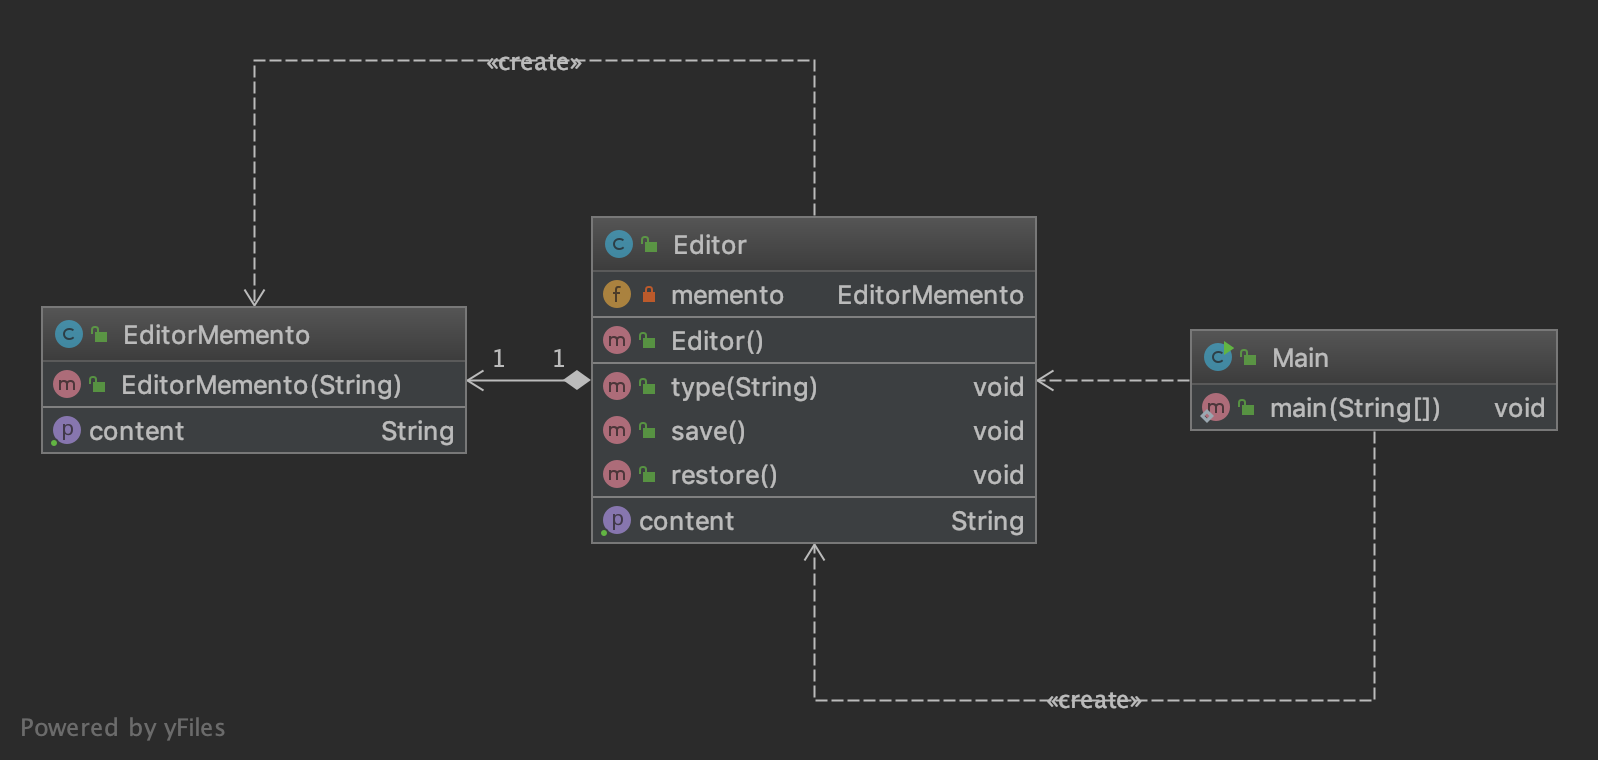 «create»
Editor
memento EditorMemento
Editor()
type(String) void
save() void
restore() void
content String
EditorMemento
EditorMemento(String)
content String
1 1
Main
main(String[]) void
«create»
Powered by yFiles